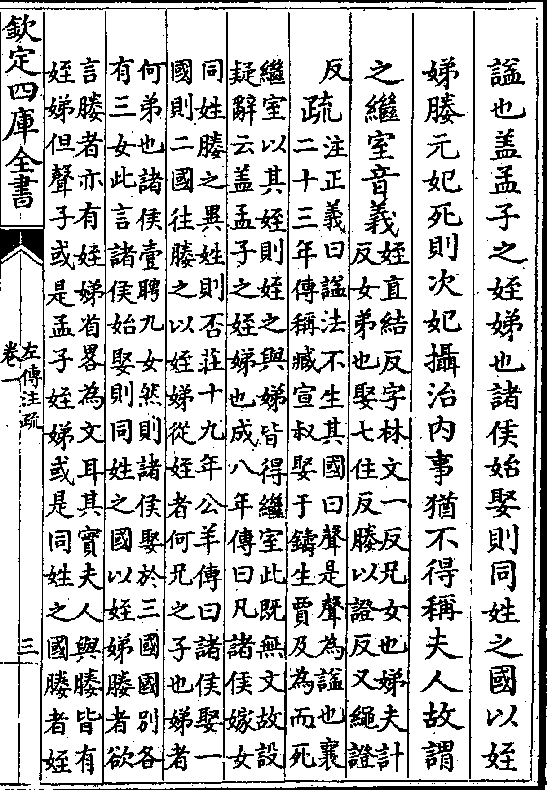 諡也盖孟子之姪娣也諸侯始娶則同姓之國以姪
娣媵元妃死則次妃攝治内事猶不得稱夫人故謂
之繼室音義
姪直結反字林文一反兄女也娣夫計
反女弟也娶七住反媵以證反又繩證
反
疏
注正義曰諡法不生其國曰聲是聲為諡也襄
二十三年傳稱臧宣叔娶于鑄生賈及為而死
繼室以其姪則姪之與娣皆得繼室此既無文故設
疑辭云盖孟子之姪娣也成八年傳曰凡諸侯嫁女
同姓媵之異姓則否莊十九年公羊傳曰諸侯娶一
國則二國往媵之以姪娣從姪者何兄之子也娣者
何弟也諸侯壹聘九女然則諸侯娶於三國國別各
有三女此言諸侯始娶則同姓之國以姪娣媵者欲
言媵者亦有姪娣省畧為文耳其實夫人與媵皆有
姪娣但聲子或是孟子姪娣或是同姓之國媵者姪
欽定四庫全書
左傳注疏
卷一
三